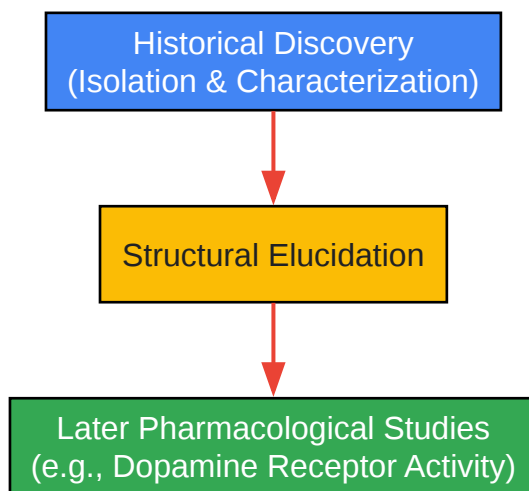 Historical Discovery
(Isolation & Characterization)
Structural Elucidation
Later Pharmacological Studies
(e.g., Dopamine Receptor Activity)